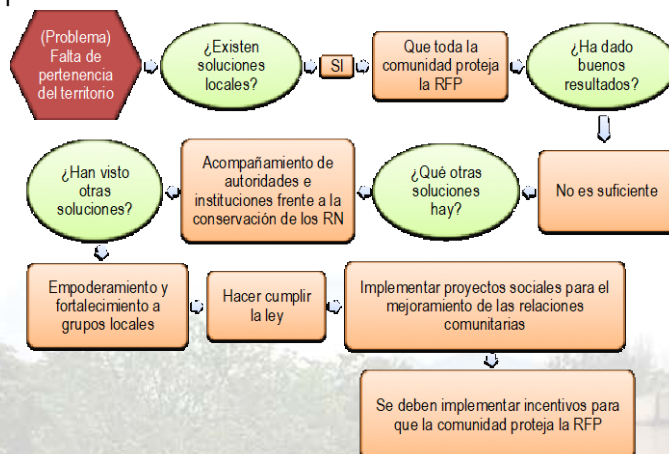 (Problema)
Falta de
pertenencia
del territorio
¿Existen
soluciones
locales?
SI
Que toda la
comunidad proteja
la RFP
¿Ha dado
buenos
resultados?
No es suficiente
¿Qué otras
soluciones
hay?
Acompañamiento de
autoridades e
instituciones frente a la
conservación de los RN
¿Han visto
otras
soluciones?
Empoderamiento y
fortalecimiento a
grupos locales
Hacer cumplir
la ley
Implementar proyectos sociales para el
mejoramiento de las relaciones
comunitarias
Se deben implementar incentivos para
que la comunidad proteja la RFP